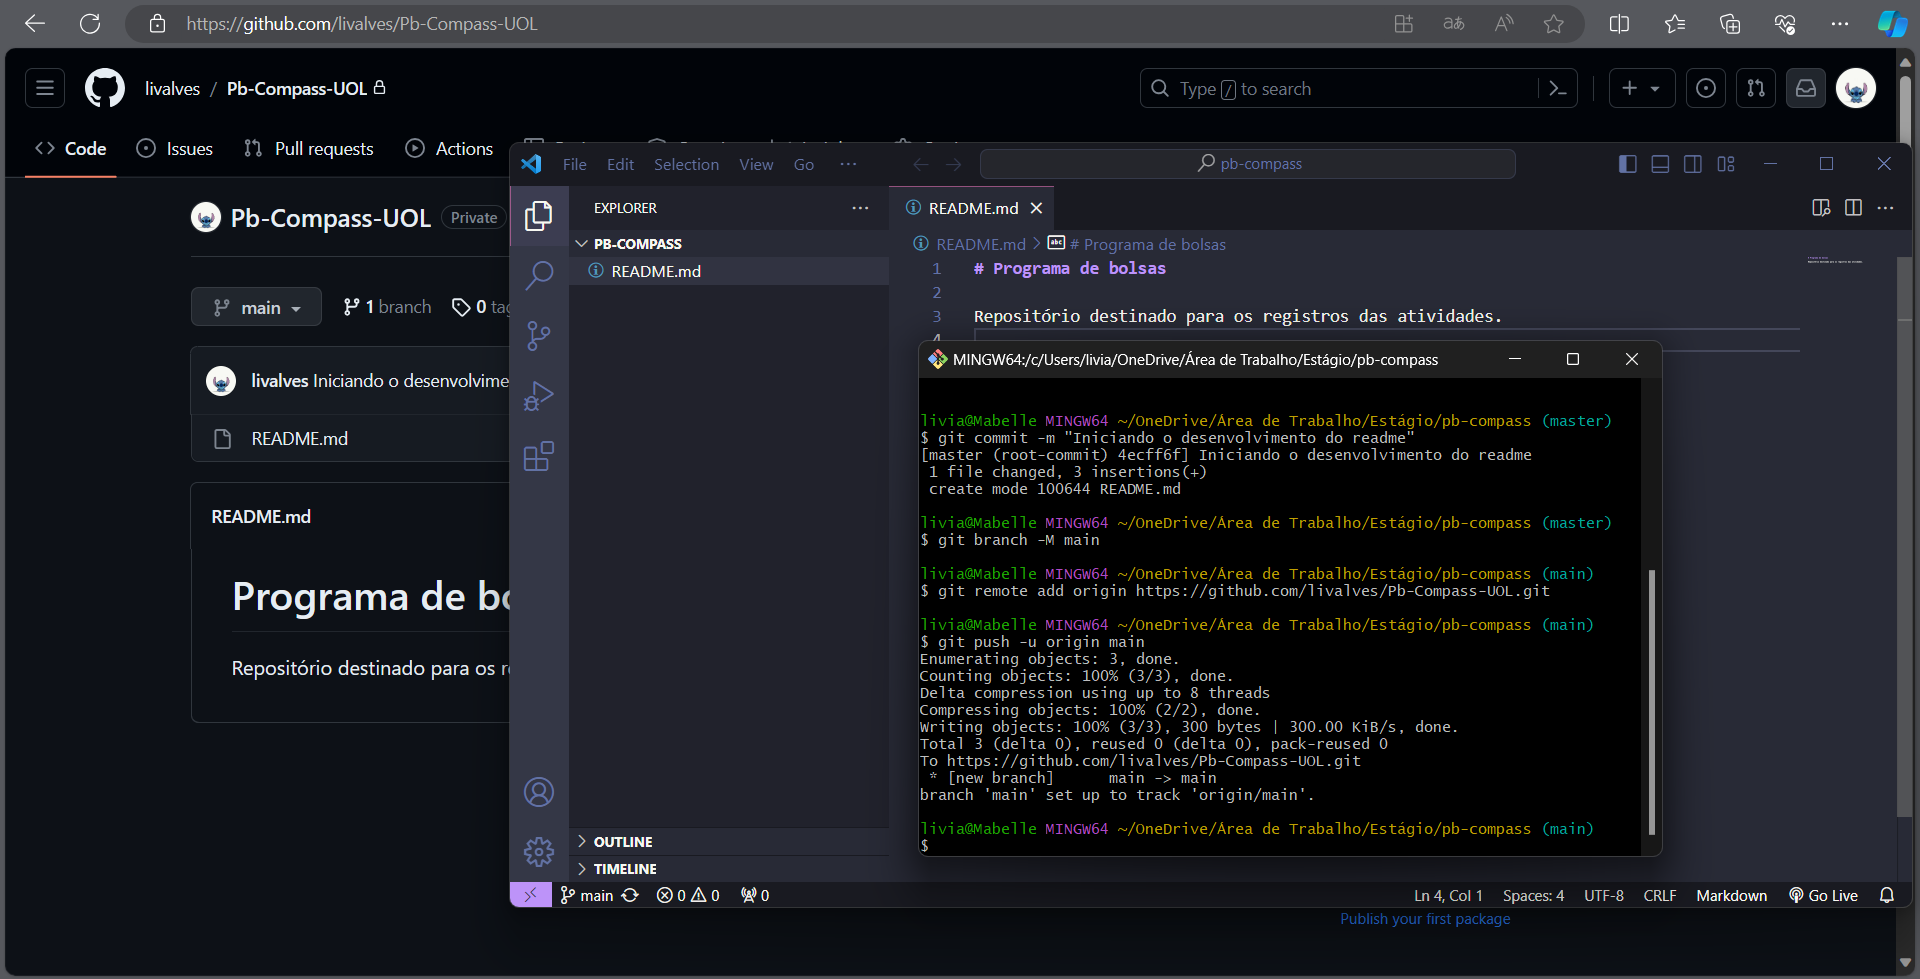 https://github.com/livalves/Pb-Compass-UOL
livalves / Pb-Compass-UOL
Type / to search
Code
Issues
Pull requests
Actions
Pb-Compass-UOL
Private
main
1 branch
0 tag
livalves Iniciando o desenvolvime
README.md
README.md
Programa de bo
Repositório destinado para os r
File Edit Selection View Go
pb-compass
EXPLORER
PB-COMPASS
README.md
OUTLINE
TIMELINE
README.md
README.md > # Programa de bolsas
1 # Programa de bolsas
2
3 Repositório destinado para os registros das atividades.
4
MINGW64:/c/Users/livia/OneDrive/Área de Trabalho/Estágio/pb-compass
livia@Mabelle MINGW64 ~/OneDrive/Área de Trabalho/Estágio/pb-compass (master)
$ git commit -m "Iniciando o desenvolvimento do readme"
[master (root-commit) 4ecff6f] Iniciando o desenvolvimento do readme
1 file changed, 3 insertions(+)
create mode 100644 README.md
livia@Mabelle MINGW64 ~/OneDrive/Área de Trabalho/Estágio/pb-compass (master)
$ git branch -M main
livia@Mabelle MINGW64 ~/OneDrive/Área de Trabalho/Estágio/pb-compass (main)
$ git remote add origin https://github.com/livalves/Pb-Compass-UOL.git
livia@Mabelle MINGW64 ~/OneDrive/Área de Trabalho/Estágio/pb-compass (main)
$ git push -u origin main
Enumerating objects: 3, done.
Counting objects: 100% (3/3), done.
Delta compression using up to 8 threads
Compressing objects: 100% (2/2), done.
Writing objects: 100% (3/3), 300 bytes | 300.00 KiB/s, done.
Total 3 (delta 0), reused 0 (delta 0), pack-reused 0
To https://github.com/livalves/Pb-Compass-UOL.git
* [new branch]      main -> main
branch 'main' set up to track 'origin/main'.
livia@Mabelle MINGW64 ~/OneDrive/Área de Trabalho/Estágio/pb-compass (main)
$
main 0 0 0
Ln 4, Col 1 Spaces: 4 UTF-8 CRLF Markdown Go Live
Publish your first package